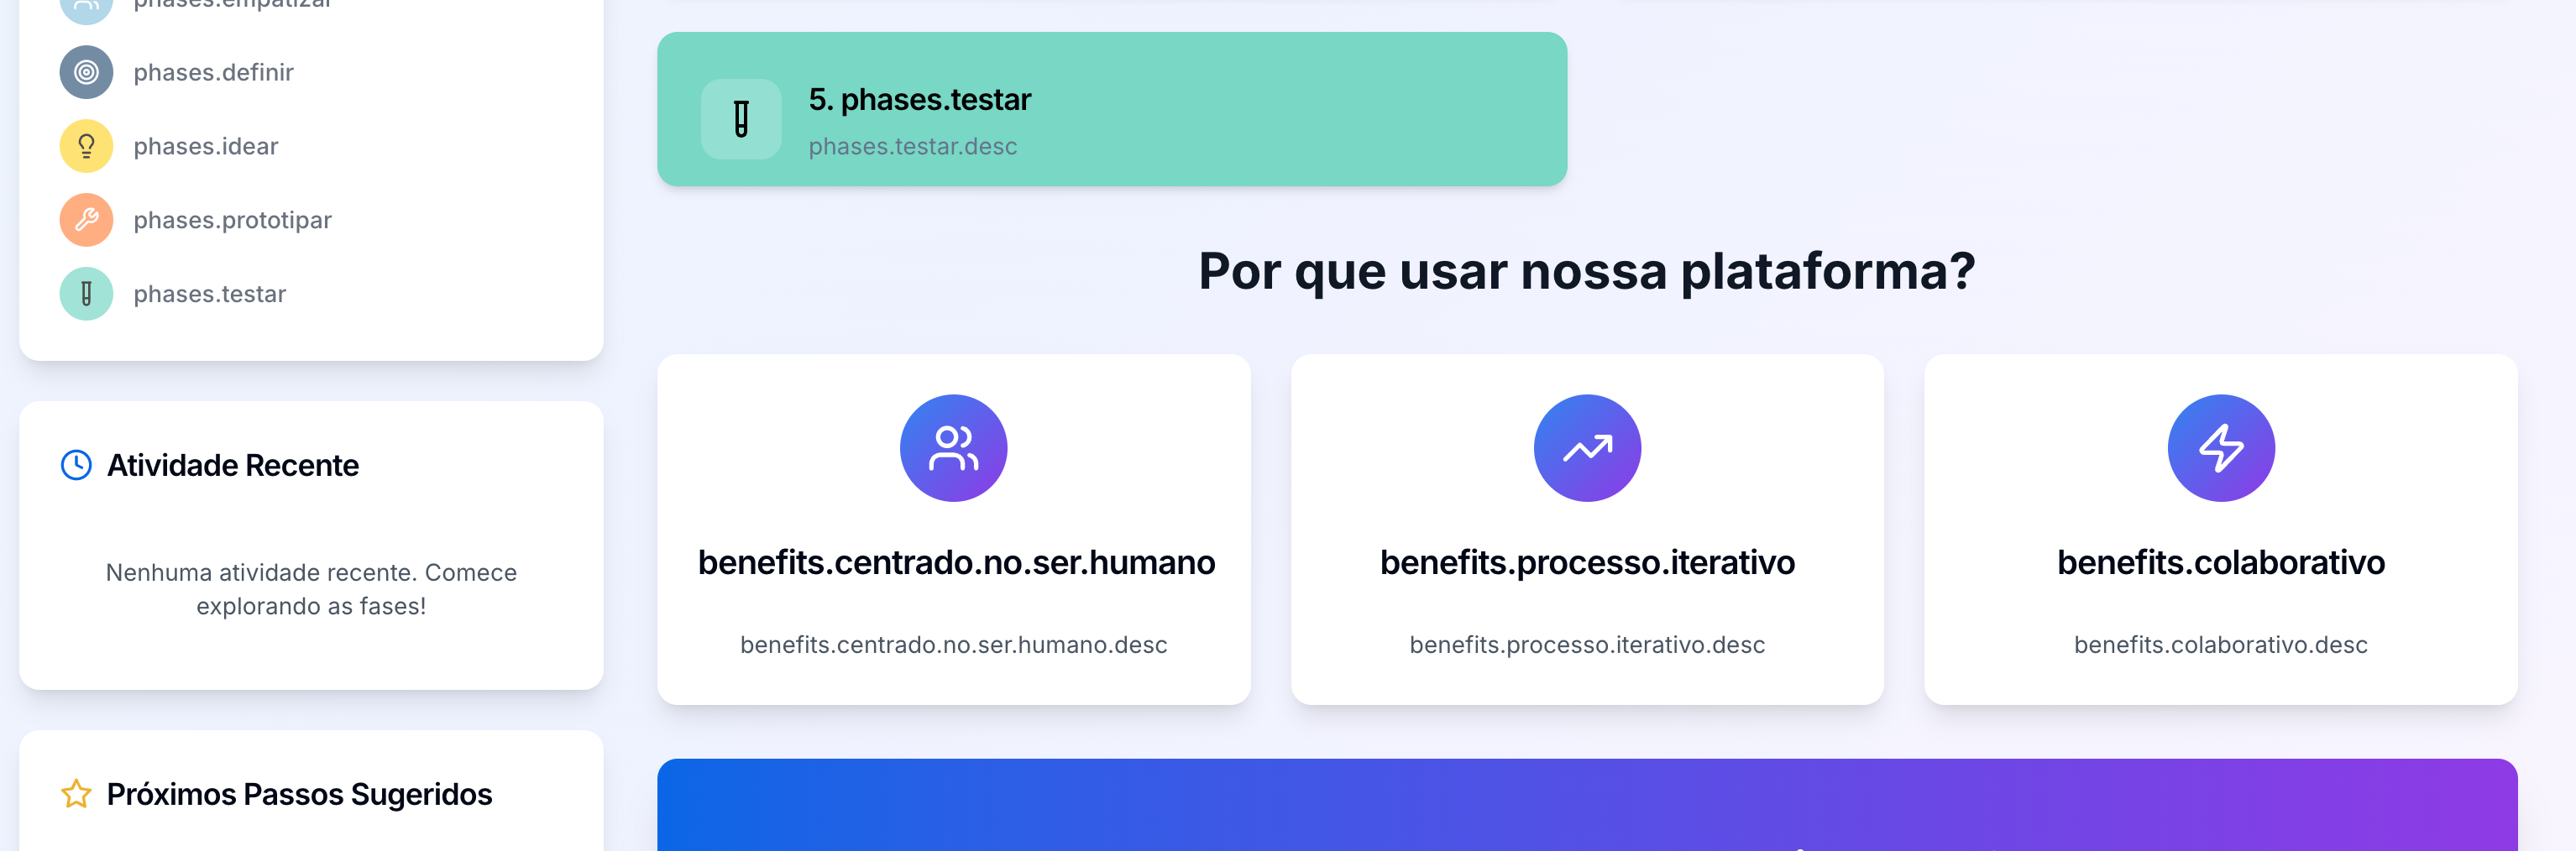 phases.empatizar
phases.definir
phases.idear
phases.prototipar
phases.testar
Atividade Recente
Nenhuma atividade recente. Comece
explorando as fases!
Próximos Passos Sugeridos
5. phases.testar
phases.testar.desc
Por que usar nossa plataforma?
benefits.centrado.no.ser.humano
benefits.centrado.no.ser.humano.desc
benefits.processo.iterativo
benefits.processo.iterativo.desc
benefits.colaborativo
benefits.colaborativo.desc